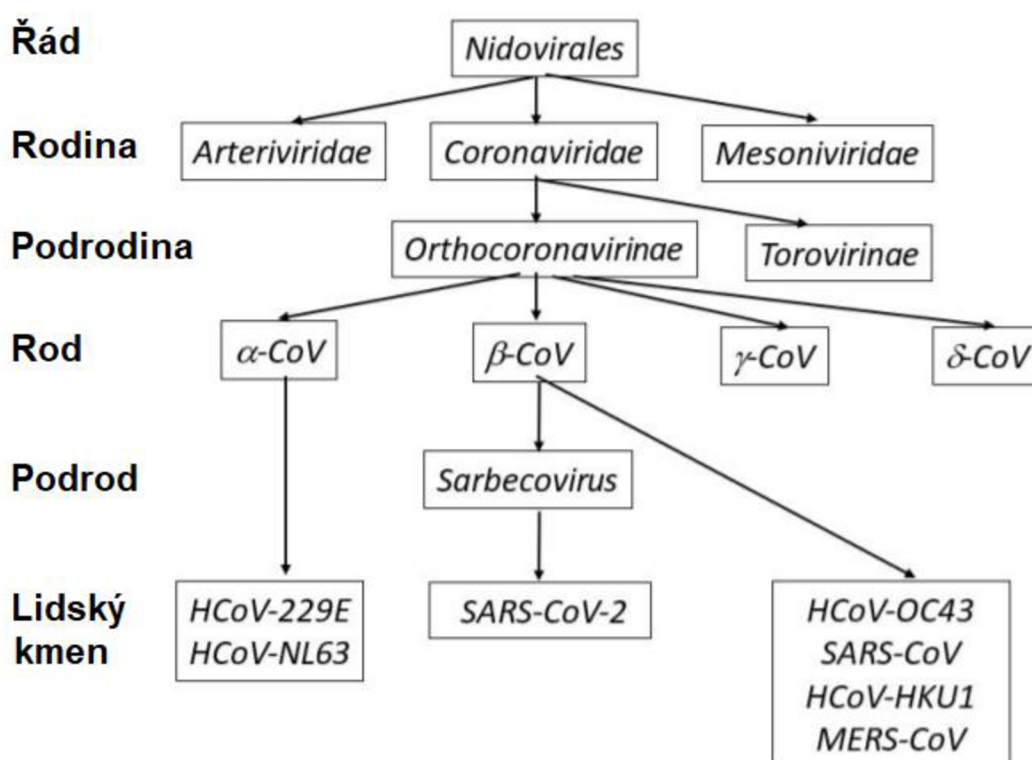 Řád
Nidovirales
Rodina
Arteriviridae
Coronaviridae
Mesoniviridae
Podrodina
Orthocoronavirinae
Torovirinae
Rod
α-CoV
β-CoV
γ-CoV
δ-CoV
Podrod
Sarbecovirus
Lidský
kmen
HCoV-229E
HCoV-NL63
SARS-CoV-2
HCoV-OC43
SARS-CoV
HCoV-HKU1
MERS-CoV